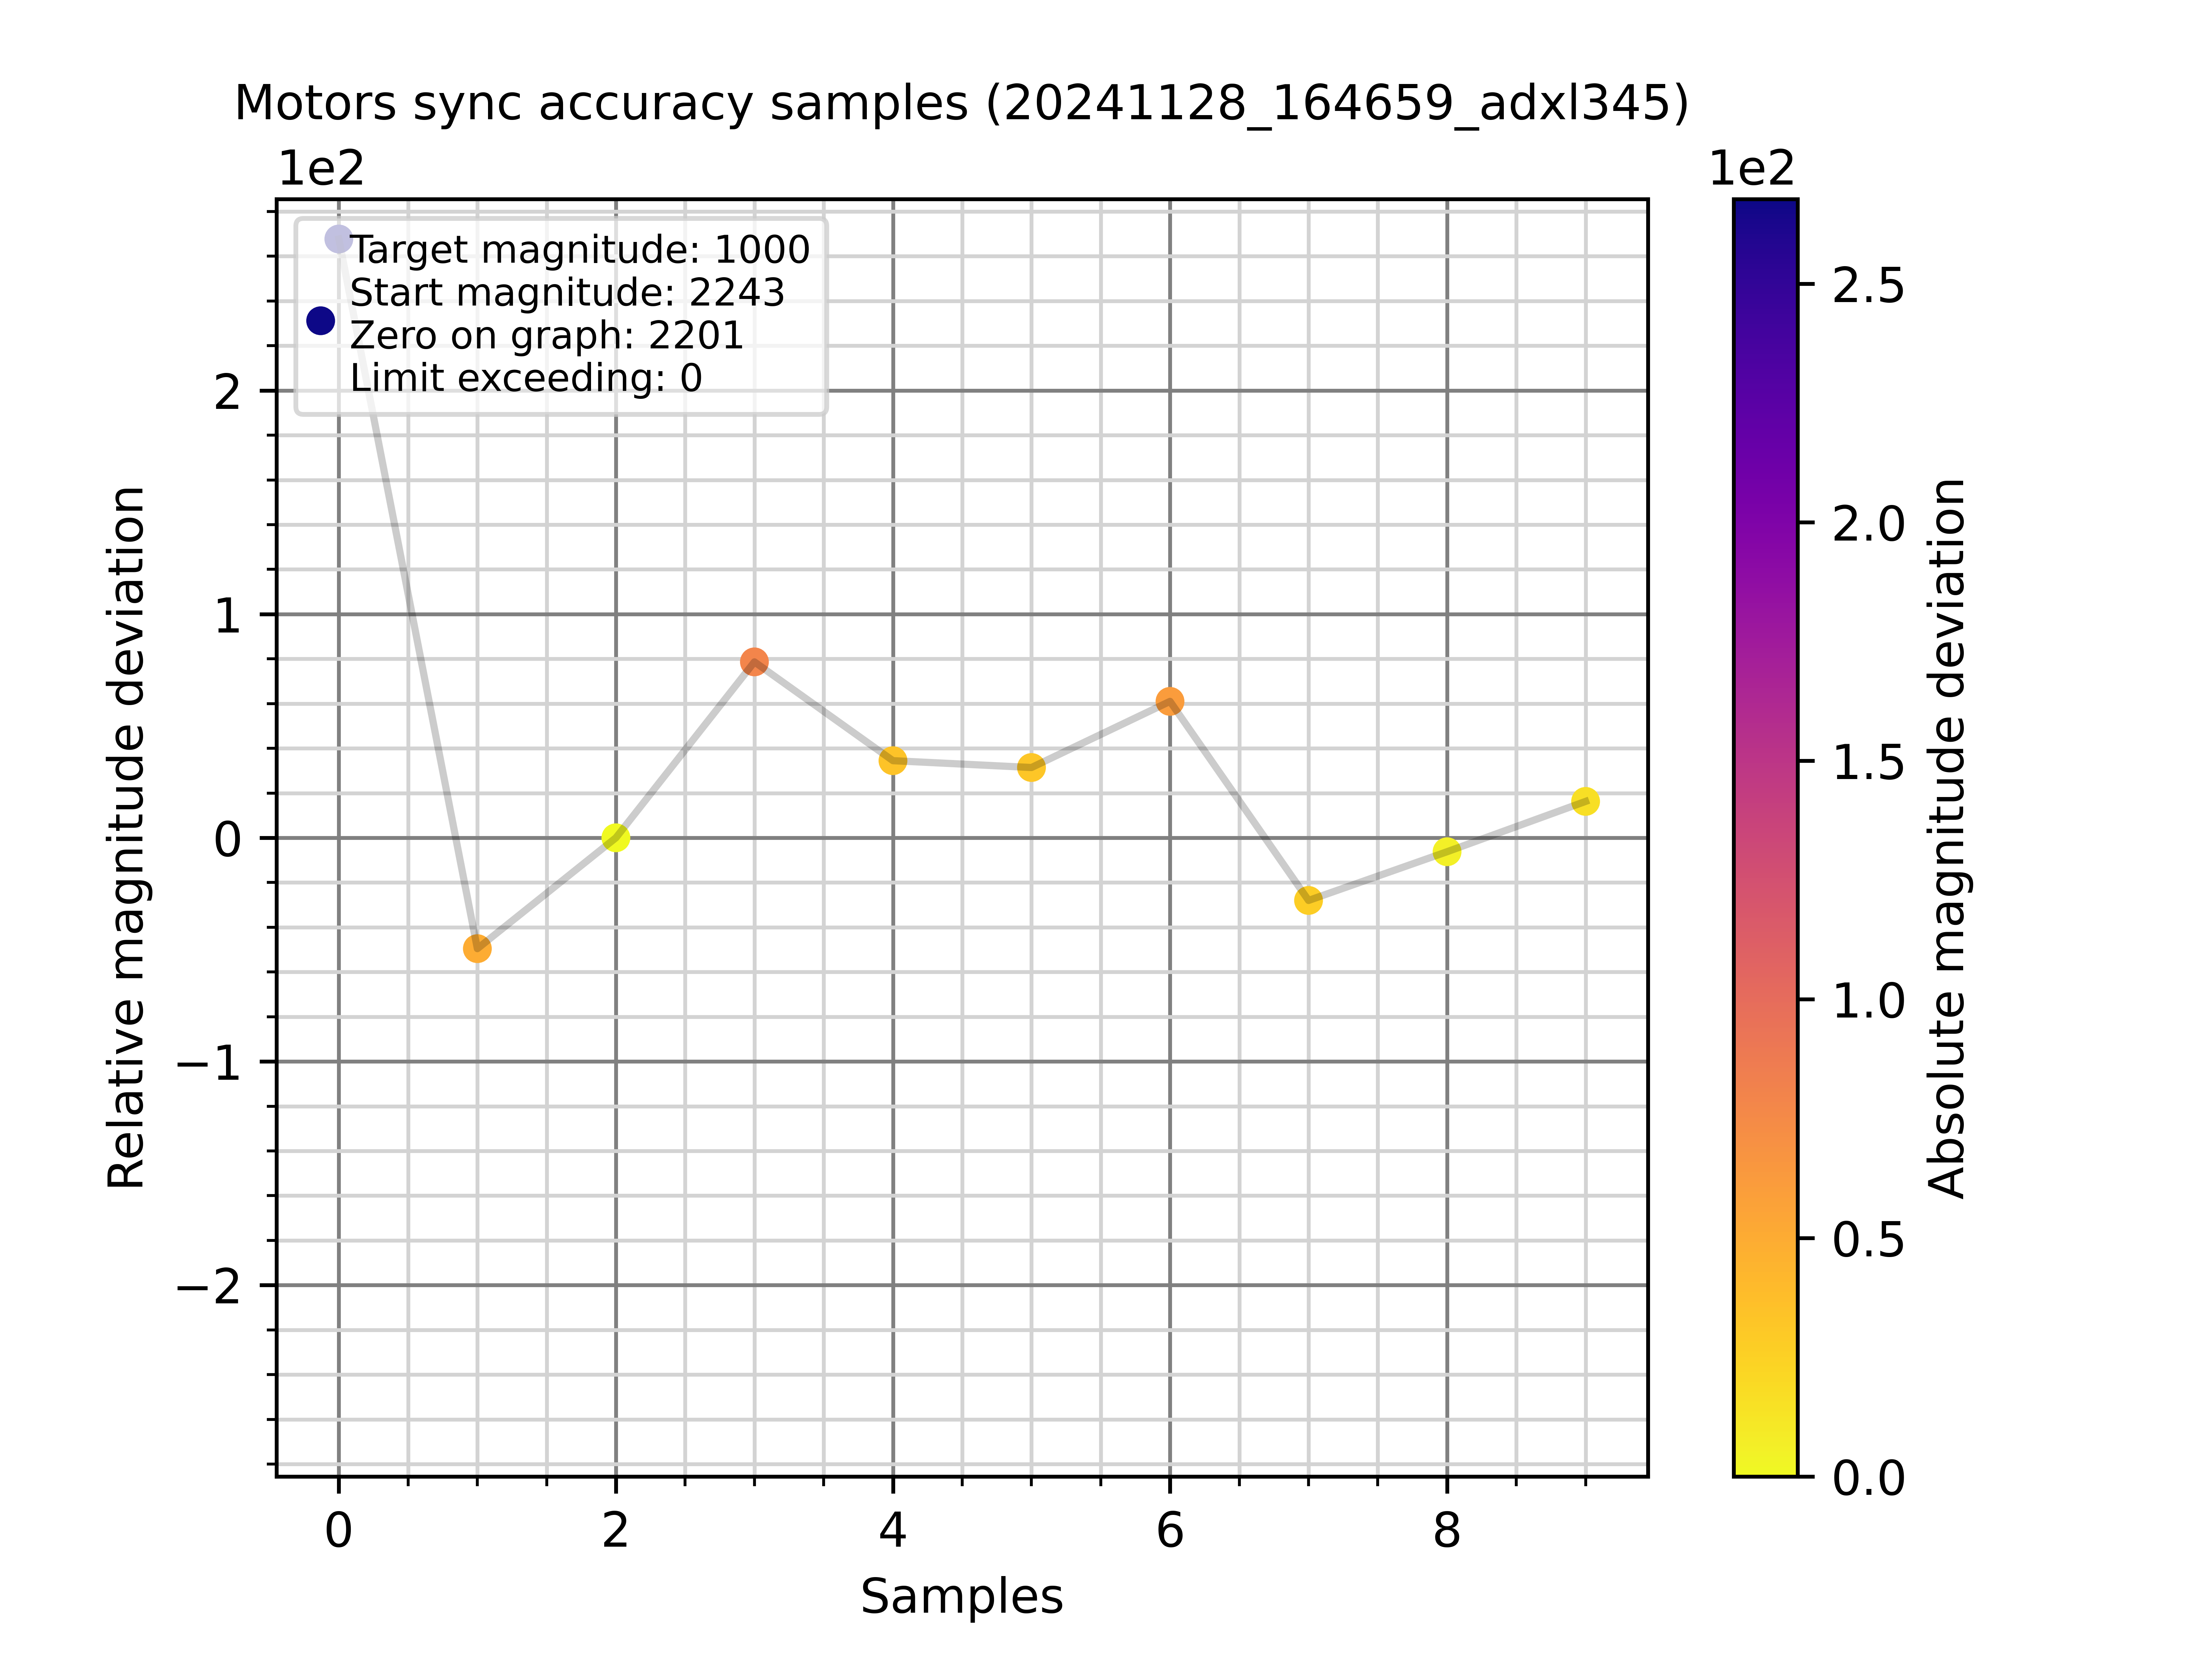 Motors sync accuracy samples (20241128_164659_adxl345)
1e2
1e2
Target magnitude: 1000
Start magnitude: 2243
Zero on graph: 2201
Limit exceeding: 0
2
1
0
−1
−2
Relative magnitude deviation
0
2
4
6
8
Samples
2.5
2.0
1.5
1.0
0.5
0.0
Absolute magnitude deviation